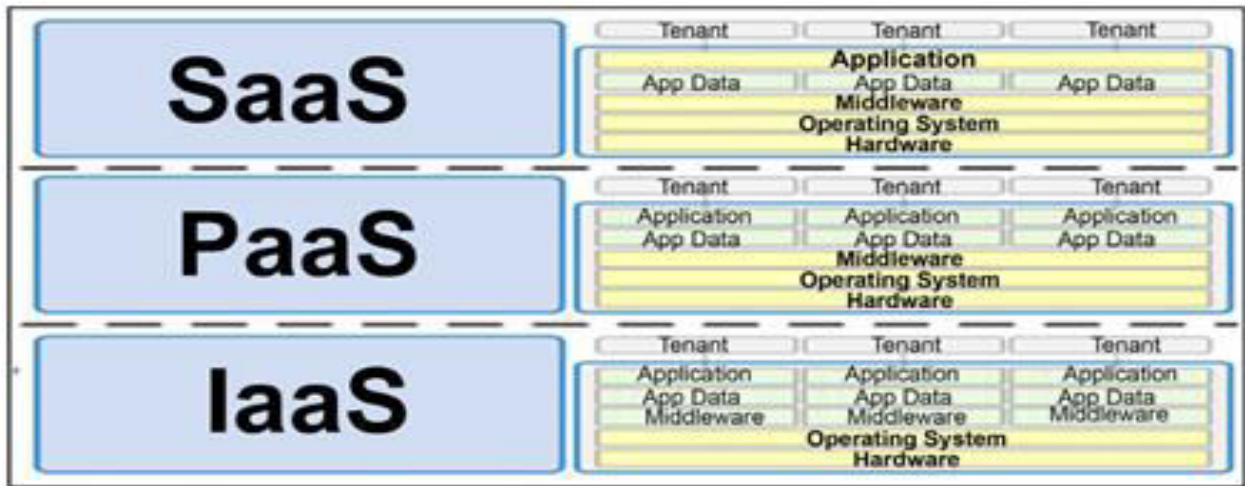 SaaS
Tenant Tenant Tenant
Application
App Data App Data App Data
Middleware
Operating System
Hardware
PaaS
Tenant Tenant Tenant
Application Application Application
App Data App Data App Data
Middleware
Operating System
Hardware
IaaS
Tenant Tenant Tenant
Application Application Application
App Data App Data App Data
Middleware Middleware Middleware
Operating System
Hardware